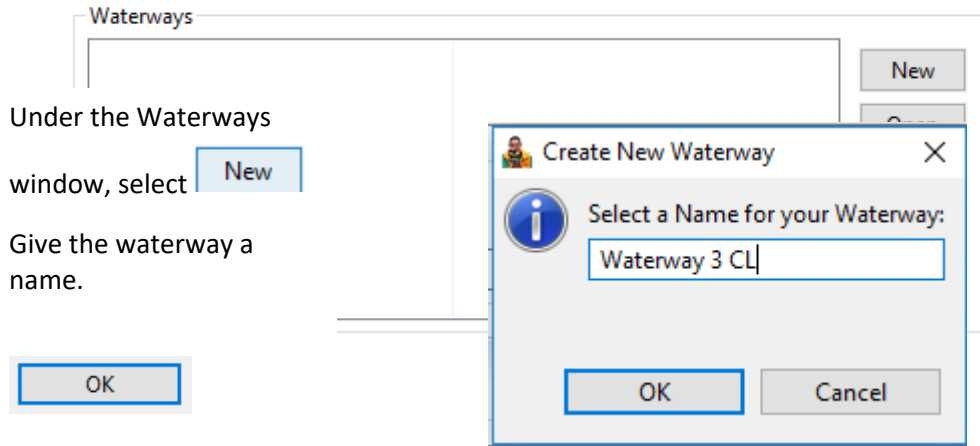 Waterways
New
Under the Waterways
window, select New
Give the waterway a
name.
OK
Create New Waterway
Select a Name for your Waterway:
Waterway 3 CL
OK Cancel